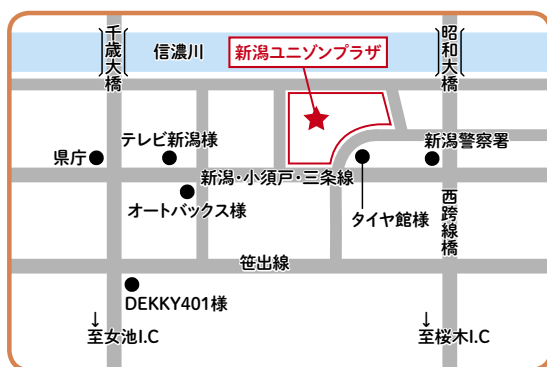 千歳大橋
信濃川
新潟ユニゾンプラザ
昭和大橋
県庁
テレビ新潟様
新潟警察署
新潟・小須戸・三条線
オートバックス様
タイヤ館様
西跨線橋
笹出線
DEKKY401様
↓
至女池I.C
↓
至桜木I.C